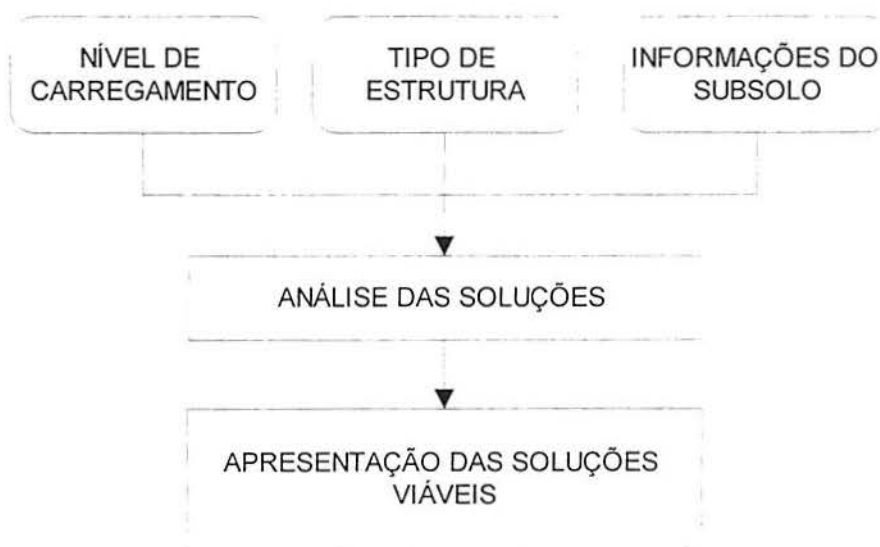 NÍVEL DE
CARREGAMENTO
TIPO DE
ESTRUTURA
INFORMAÇÕES DO
SUBSOLO
ANÁLISE DAS SOLUÇÕES
APRESENTAÇÃO DAS SOLUÇÕES
VIÁVEIS